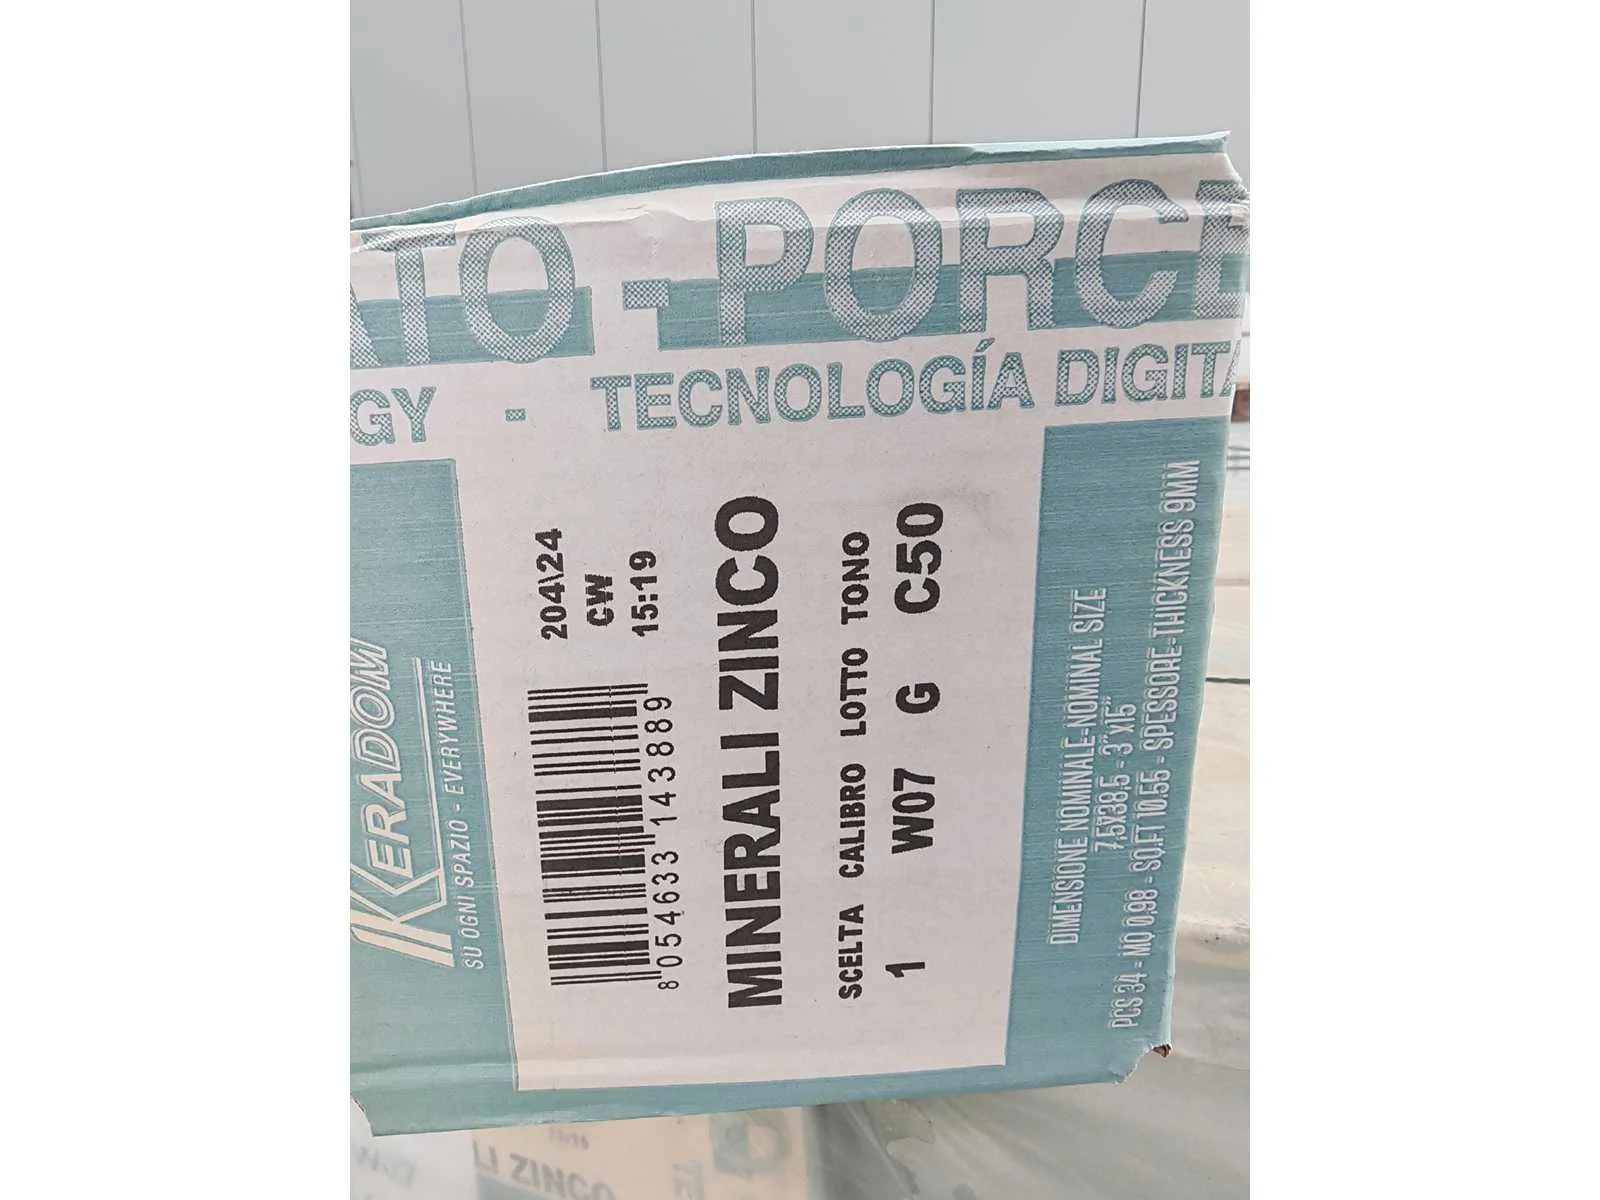 ATO - PORCE
GY - TECNOLOGÍA DIGITA
KERADOM
SU OGNI SPAZIO - EVERYWHERE
204\24
CW
15:19
8 054633 143889
MINERALI ZINCO
SCELTA CALIBRO LOTTO TONO
1 W07 G C50
DIMENSIONE NOMINALE-NOMINAL SIZE
7,5X38,5 - 3"X15"
PCS 34 - MQ 0,98 - SQ.FT 10.55 - SPESSORE-THICKNESS 9MM
LI ZINCO